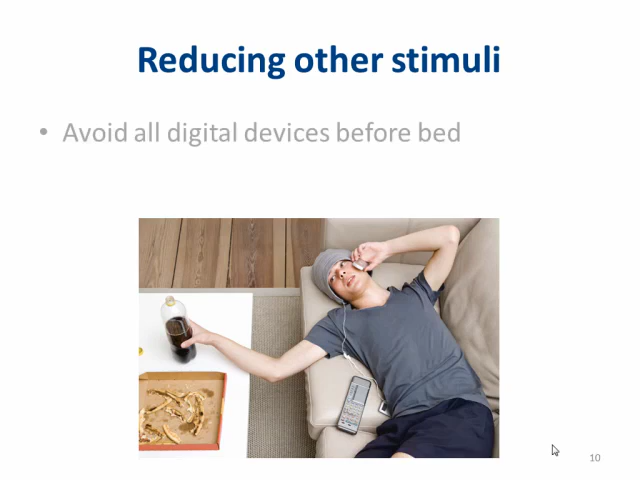 Reducing other stimuli
• Avoid all digital devices before bed
10